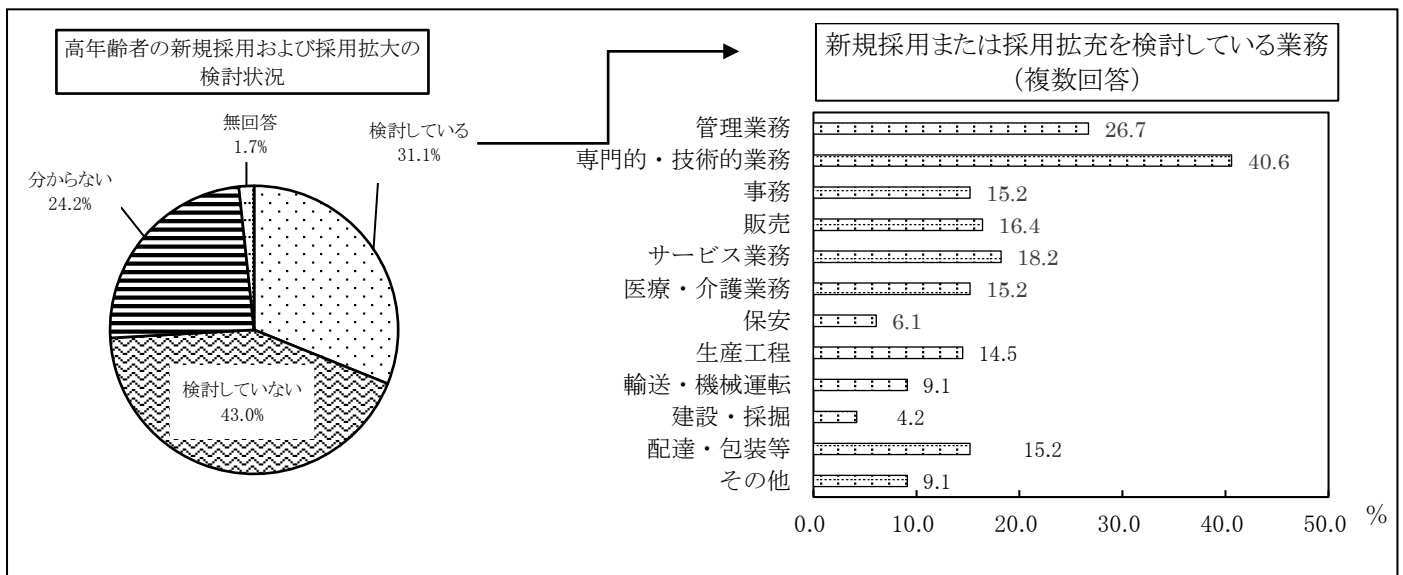 高年齢者の新規採用および採用拡大の
検討状況
無回答
1.7%
検討している
31.1%
分からない
24.2%
検討していない
43.0%
新規採用または採用拡充を検討している業務
（複数回答）
管理業務 26.7
専門的・技術的業務 40.6
事務 15.2
販売 16.4
サービス業務 18.2
医療・介護業務 15.2
保安 6.1
生産工程 14.5
輸送・機械運転 9.1
建設・採掘 4.2
配達・包装等 15.2
その他 9.1
0.0 10.0 20.0 30.0 40.0 50.0 %